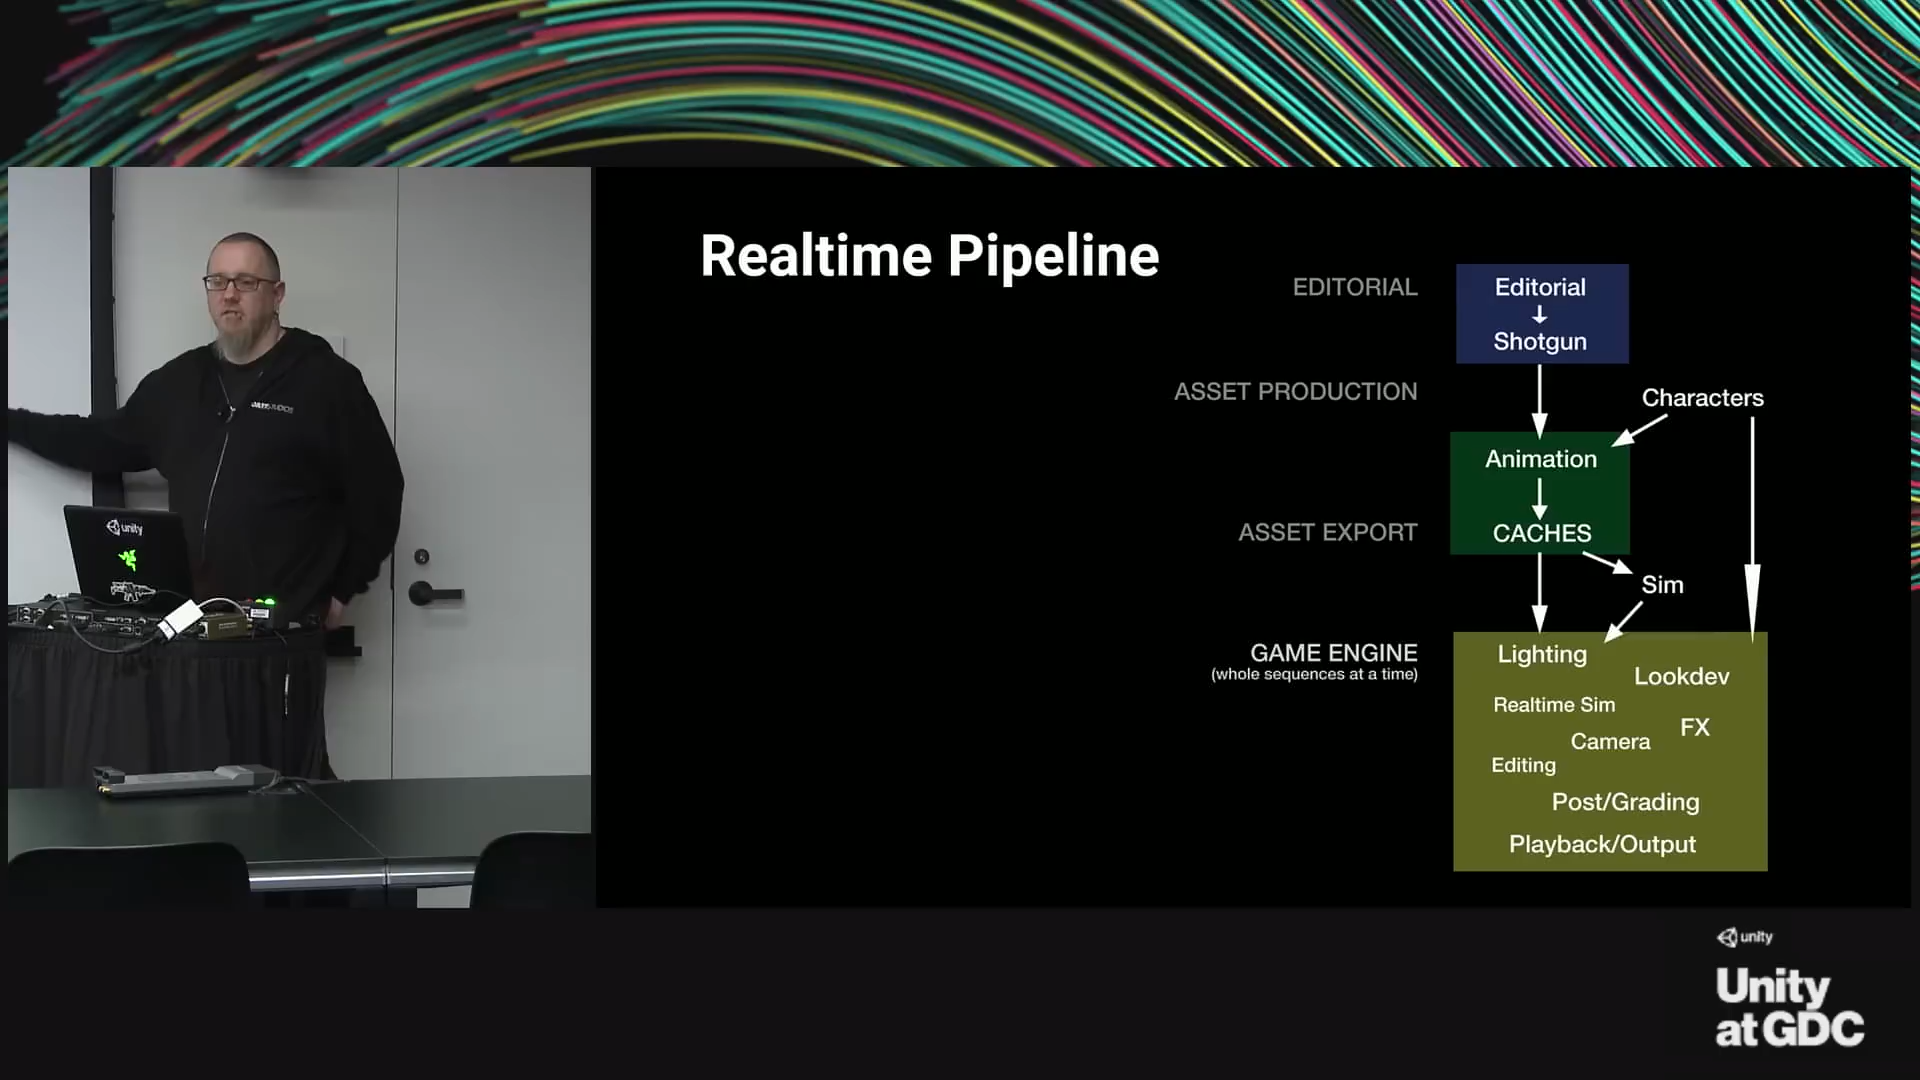 Realtime Pipeline
EDITORIAL
Editorial
Shotgun
ASSET PRODUCTION
Characters
Animation
ASSET EXPORT
CACHES
Sim
GAME ENGINE
(whole sequences at a time)
Lighting
Lookdev
Realtime Sim
FX
Camera
Editing
Post/Grading
Playback/Output
unity
unity
Unity
at GDC